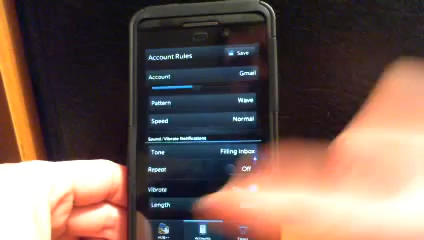 Account Rules Save
Account Gmail
Pattern Wave
Speed Normal
Sound/Vibrate Notifications
Tone Filling Inbox
Repeat Off
Vibrate
Length